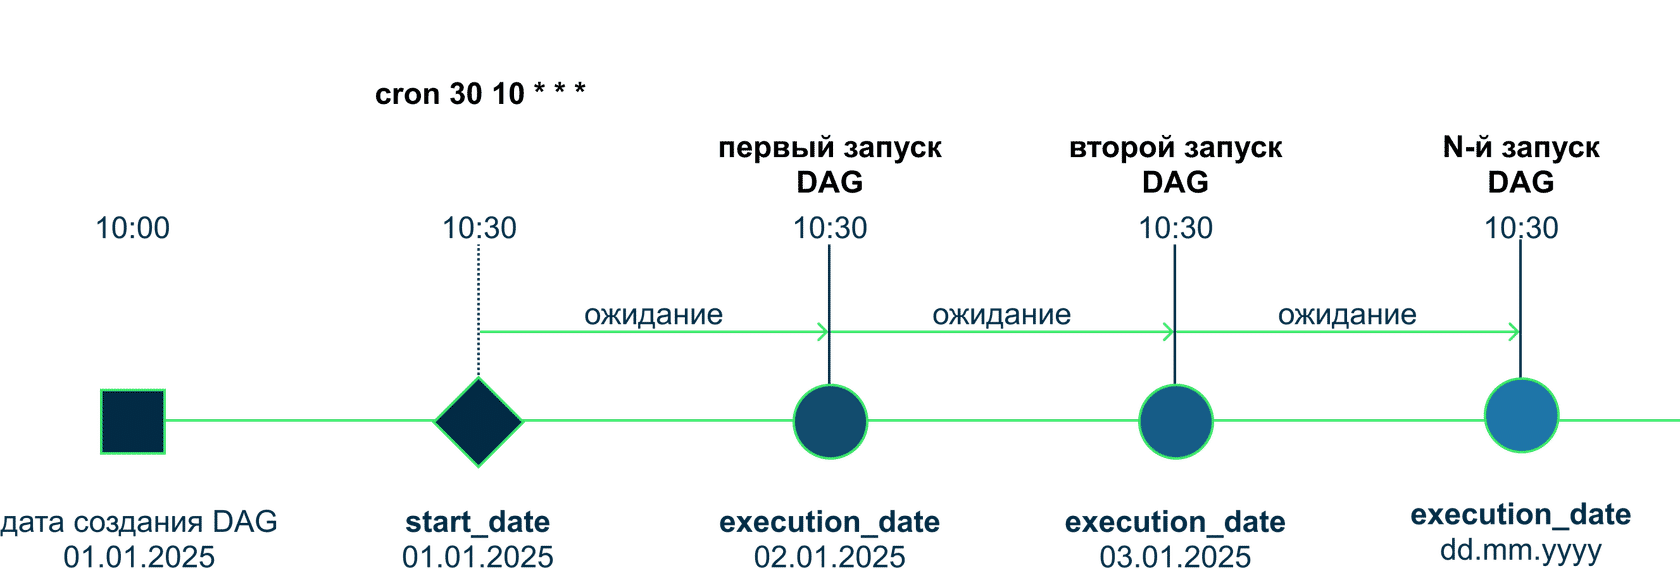 cron 30 10 * * *
первый запуск
DAG
второй запуск
DAG
N-й запуск
DAG
10:00
10:30
10:30
10:30
10:30
ожидание
ожидание
ожидание
дата создания DAG
01.01.2025
start_date
01.01.2025
execution_date
02.01.2025
execution_date
03.01.2025
execution_date
dd.mm.yyyy